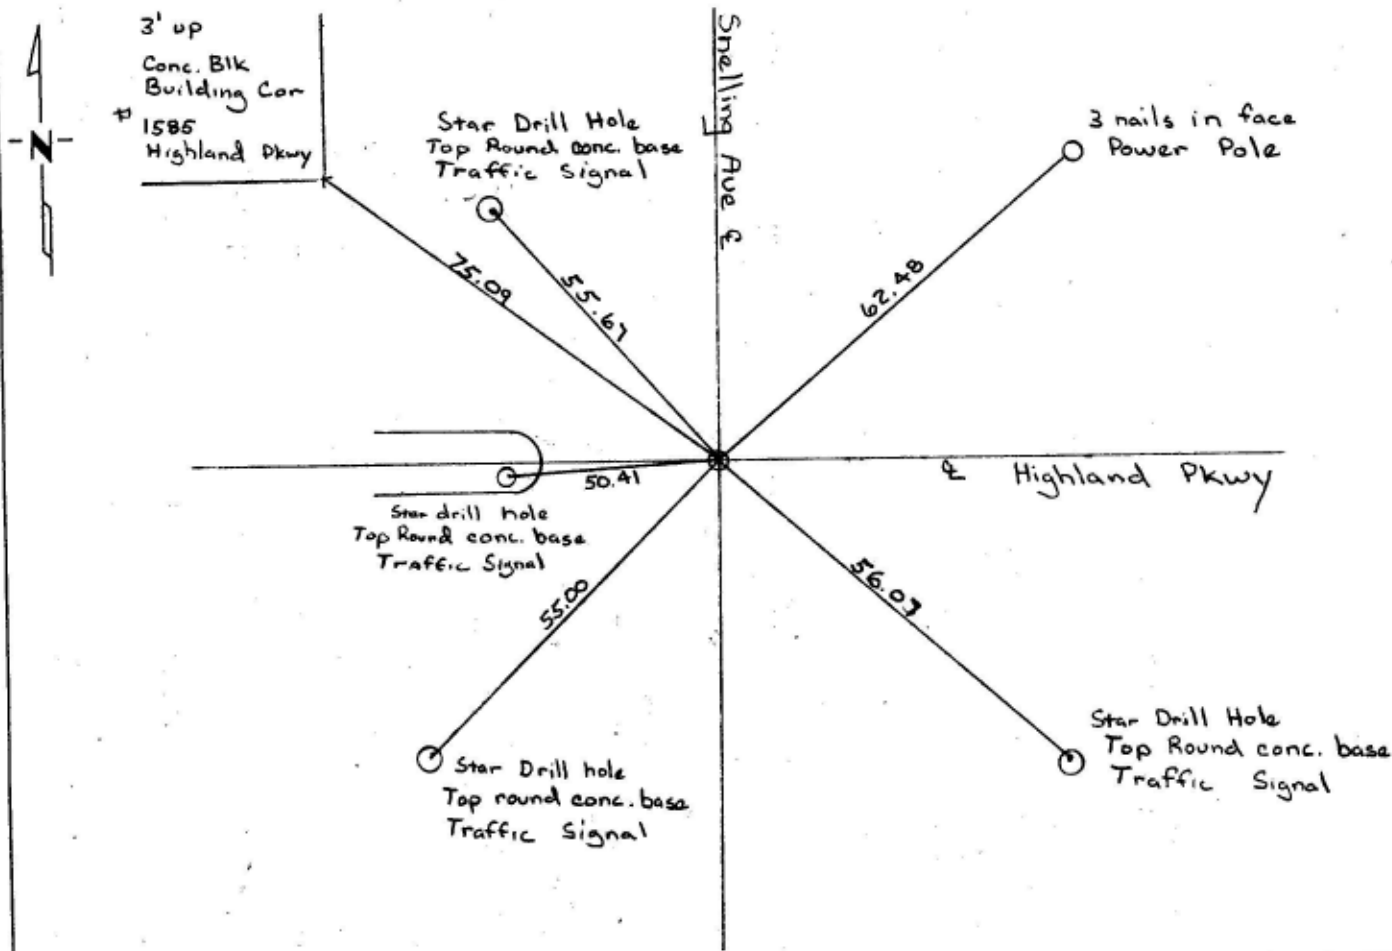 3' up
Conc. Blk
Building Cor
# 1585
Highland Pkwy
N
Star Drill Hole
Top Round conc. base
Traffic Signal
Snelling Ave ℄
3 nails in face
Power Pole
75.09
55.67
62.48
50.41
℄ Highland Pkwy
Star drill hole
Top Round conc. base
Traffic Signal
55.00
56.03
Star Drill hole
Top round conc. base
Traffic Signal
Star Drill Hole
Top Round conc. base
Traffic Signal